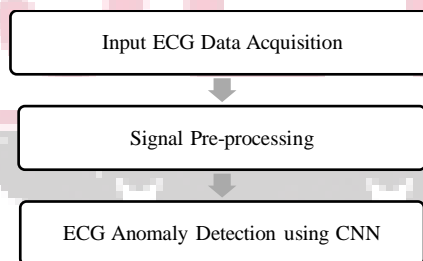 Input ECG Data Acquisition
Signal Pre-processing
ECG Anomaly Detection using CNN